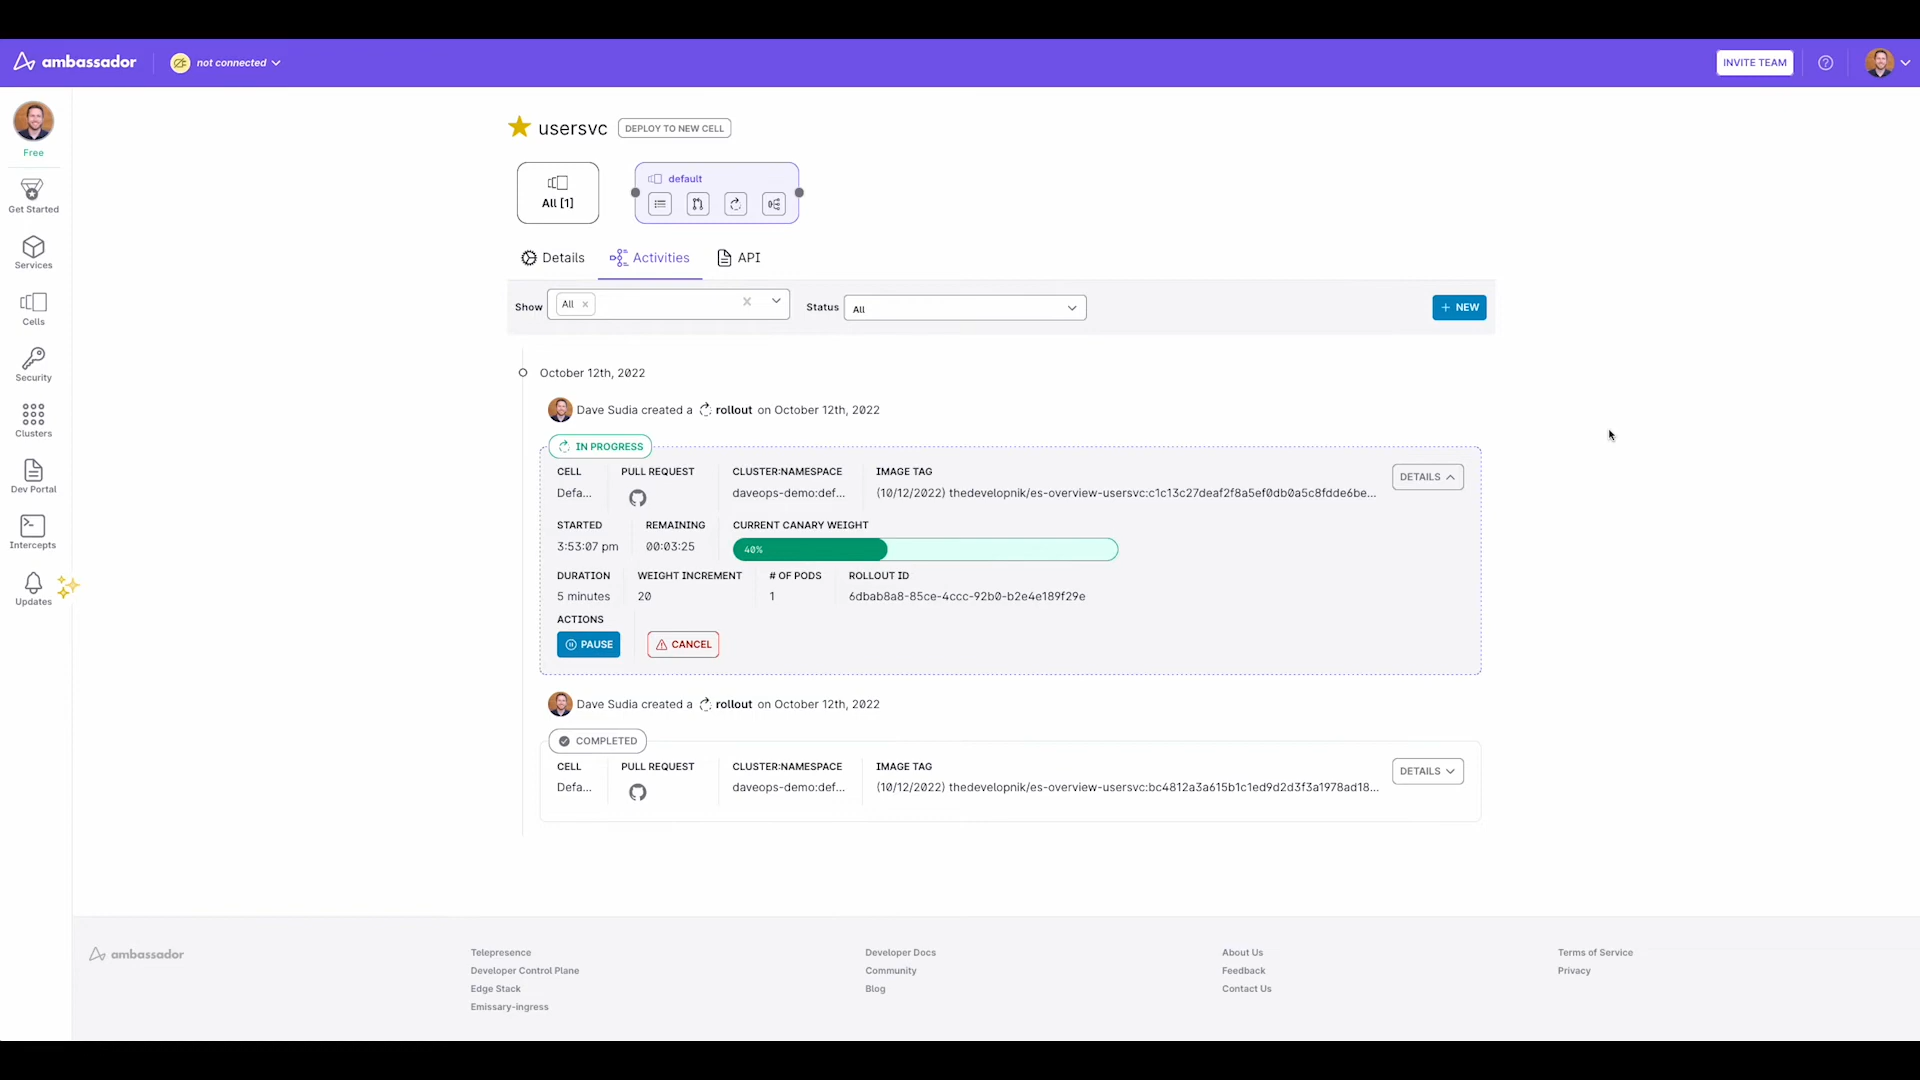 ambassador not connected INVITE TEAM
Free
Get Started
Services
Cells
Security
Clusters
Dev Portal
Intercepts
Updates
usersvc DEPLOY TO NEW CELL
All [1]
default
Details Activities API
Show All Status All + NEW
October 12th, 2022
Dave Sudia created a rollout on October 12th, 2022
IN PROGRESS
CELL PULL REQUEST CLUSTER:NAMESPACE IMAGE TAG
Defa... daveops-demo:def... (10/12/2022) thedevelopnik/es-overview-usersvc:c1c13c27deaf2f8a5ef0db0a5c8fdde6be... DETAILS
STARTED REMAINING CURRENT CANARY WEIGHT
3:53:07 pm 00:03:25 40%
DURATION WEIGHT INCREMENT # OF PODS ROLLOUT ID
5 minutes 20 1 6dbab8a8-85ce-4ccc-92b0-b2e4e189f29e
ACTIONS
PAUSE CANCEL
Dave Sudia created a rollout on October 12th, 2022
COMPLETED
CELL PULL REQUEST CLUSTER:NAMESPACE IMAGE TAG
Defa... daveops-demo:def... (10/12/2022) thedevelopnik/es-overview-usersvc:bc4812a3a615b1c1ed9d2d3f3a1978ad18... DETAILS
ambassador
Telepresence
Developer Control Plane
Edge Stack
Emissary-ingress
Developer Docs
Community
Blog
About Us
Feedback
Contact Us
Terms of Service
Privacy